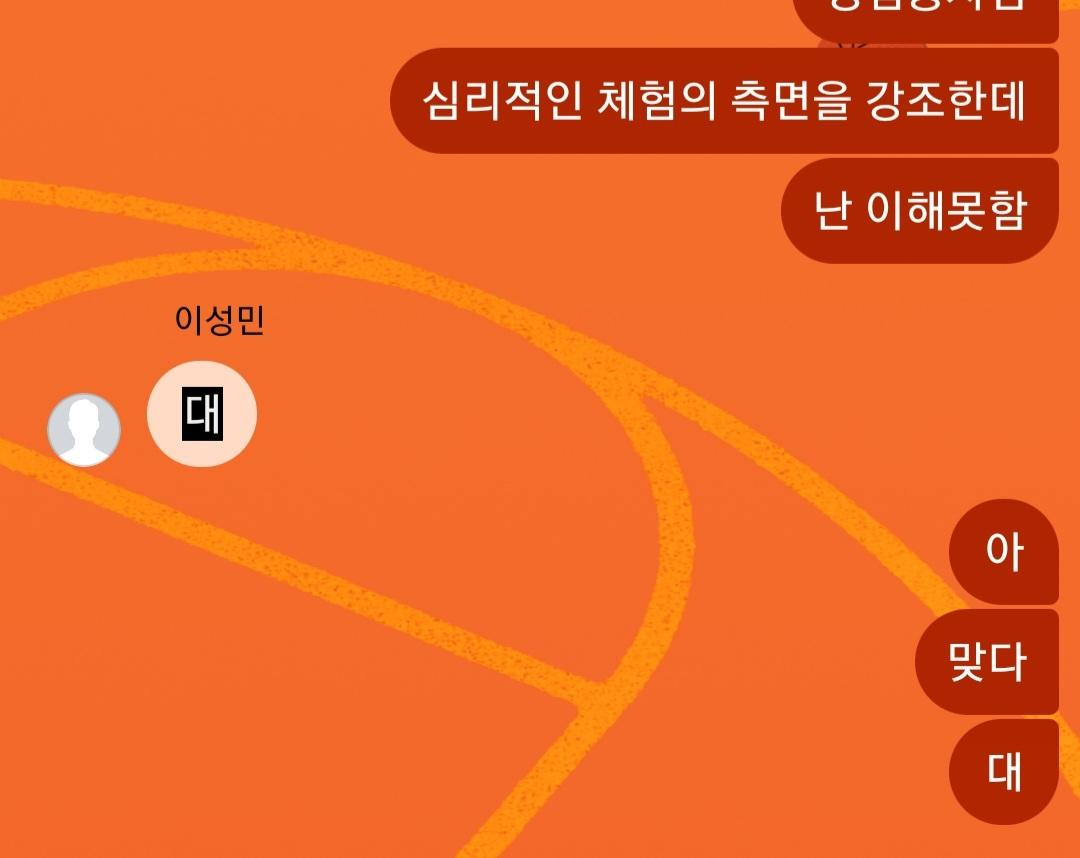 심리적인 체험의 측면을 강조한데
난 이해못함
이성민
대
아
맞다
대